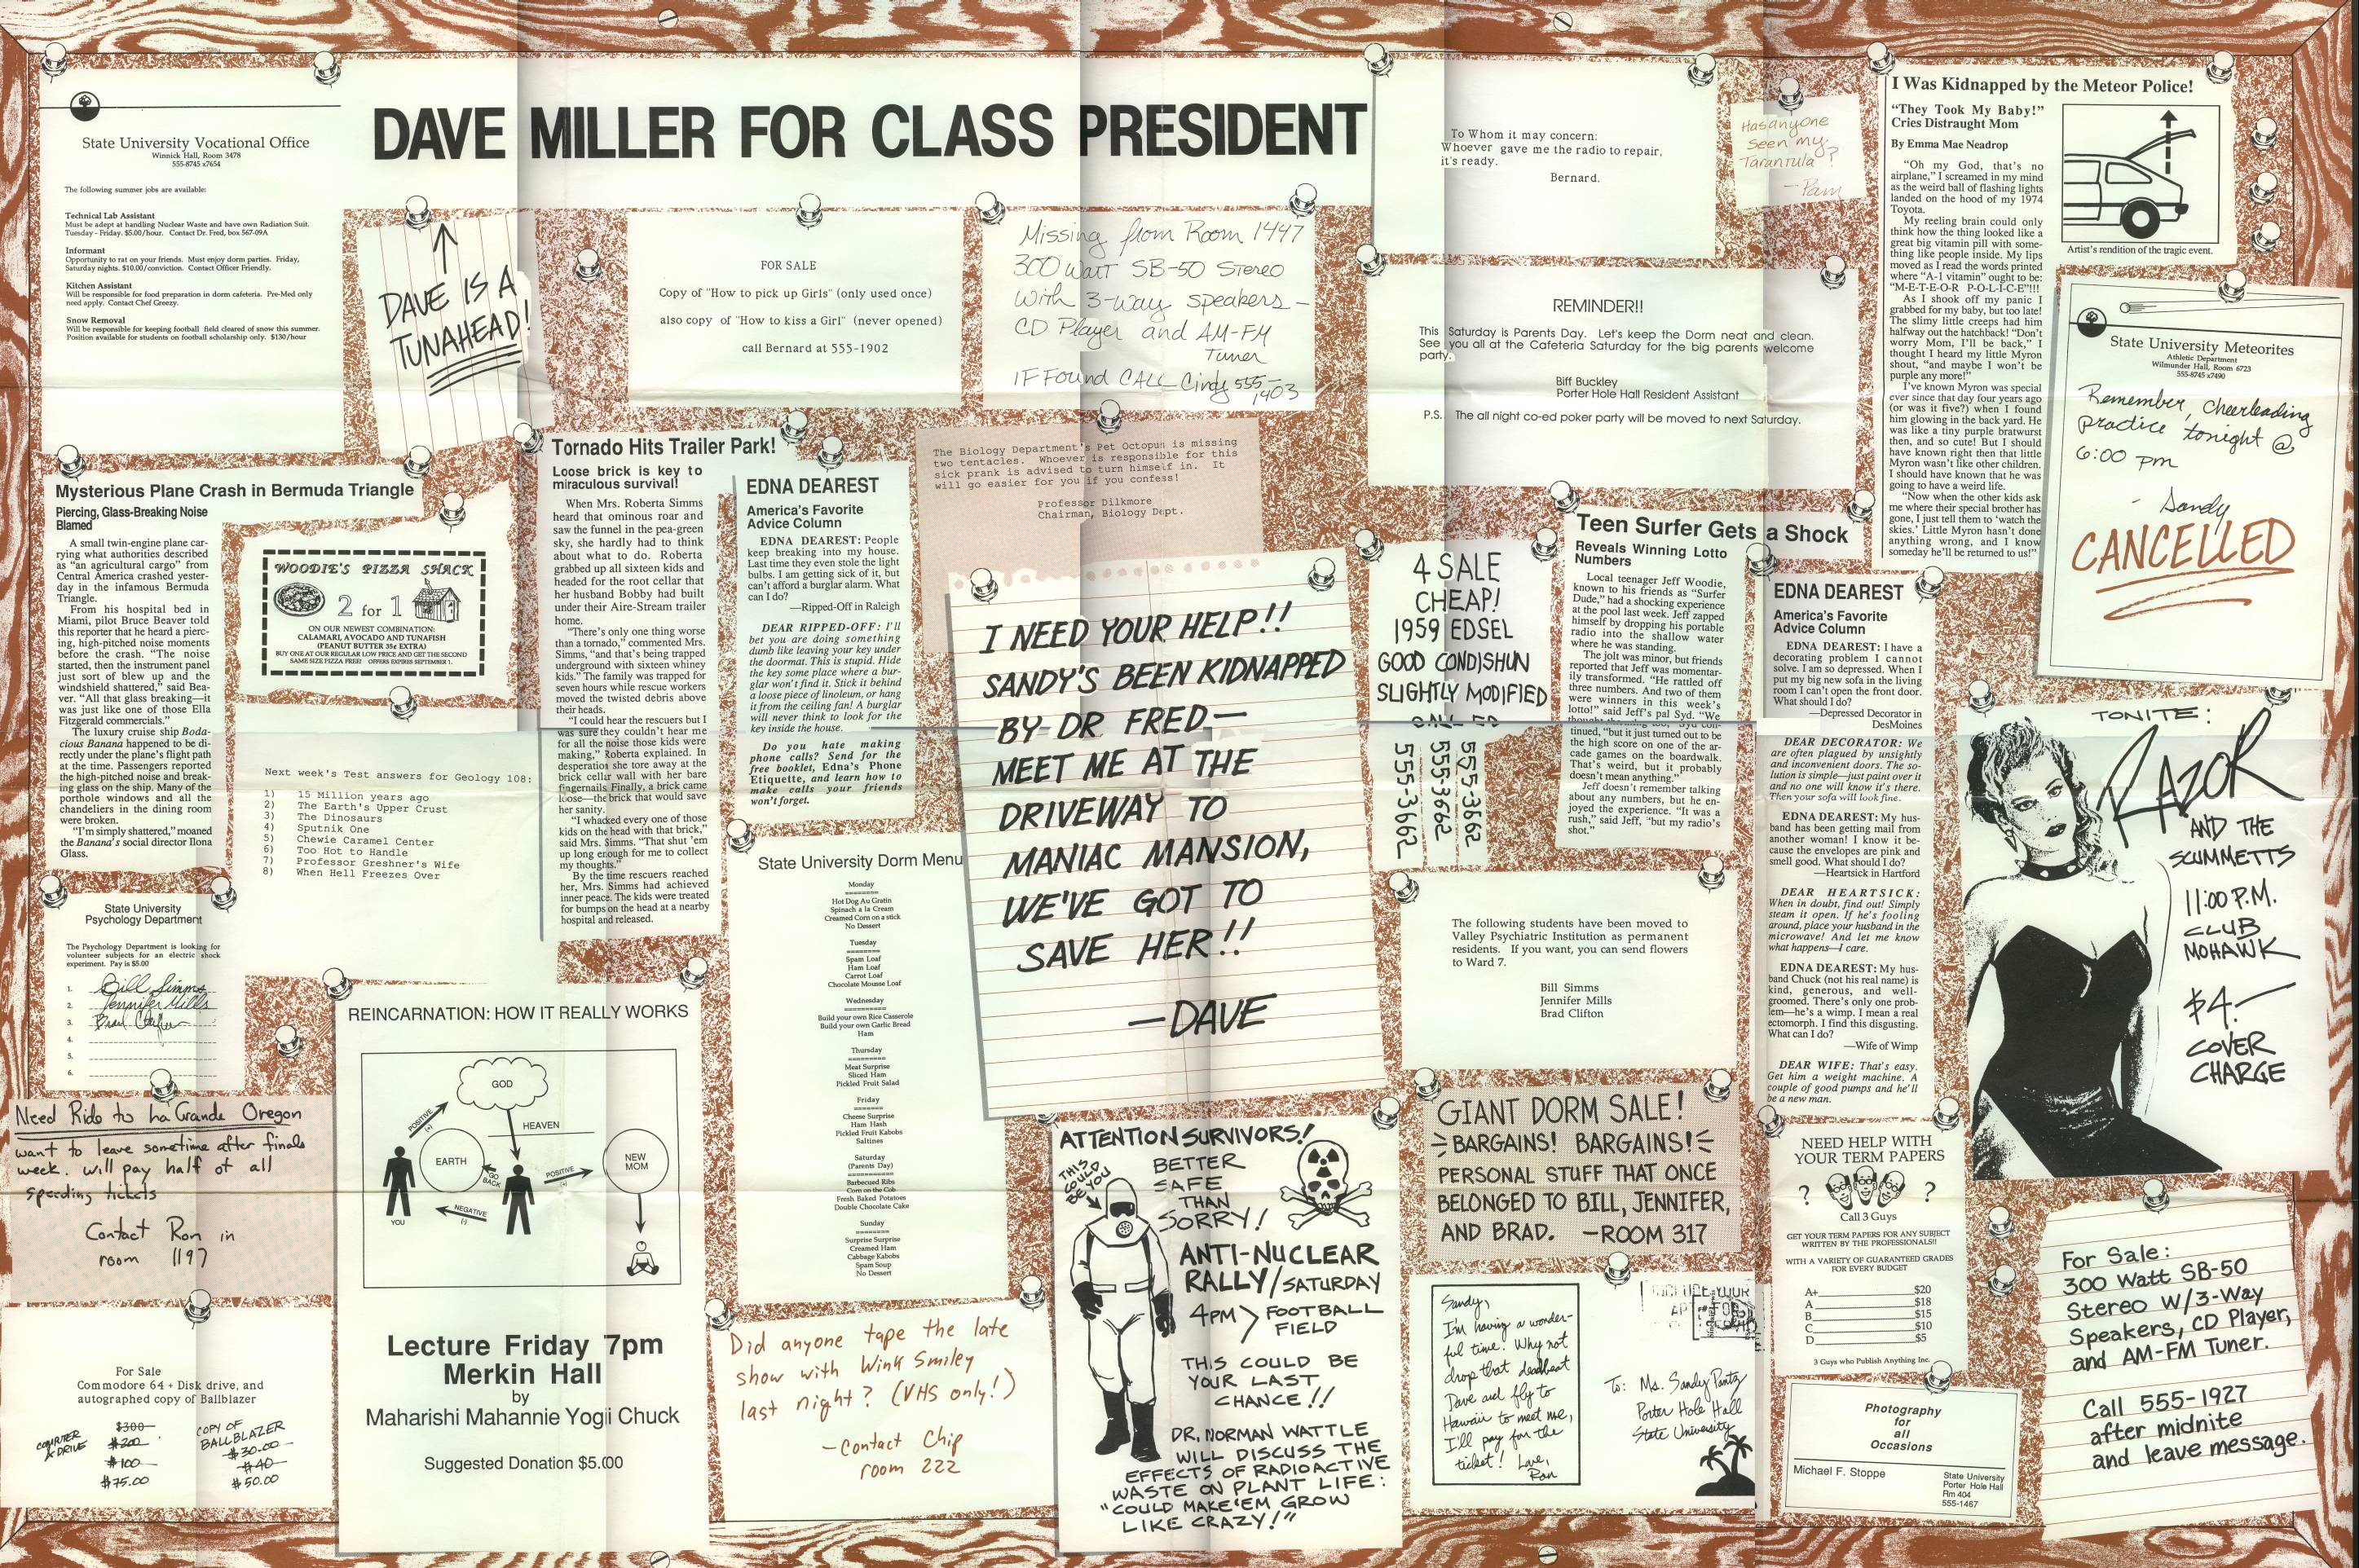 State University Vocational Office
Winnick Hall, Room 3478
555-8745 x7654
The following summer jobs are available:
Technical Lab Assistant
Must be adept at handling Nuclear Waste and have own Radiation Suit.
Tuesday - Friday. $5.00/hour. Contact Dr. Fred, box 567-09A
Informant
Opportunity to rat on your friends. Must enjoy dorm parties. Friday,
Saturday nights. $10.00/conviction. Contact Officer Friendly.
Kitchen Assistant
Will be responsible for food preparation in dorm cafeteria. Pre-Med only
need apply. Contact Chef Greezy.
Snow Removal
Will be responsible for keeping football field cleared of snow this summer.
Position available for students on football scholarship only. $130/hour
DAVE MILLER FOR CLASS PRESIDENT
DAVE IS A
TUNAHEAD!
FOR SALE
Copy of "How to pick up Girls" (only used once)
also copy of "How to kiss a Girl" (never opened)
call Bernard at 555-1902
Missing from Room 1447
300 Watt SB-50 Stereo
with 3-way speakers -
CD Player and AM-FM
Tuner
IF Found CALL Cindy 555-
1403
To Whom it may concern:
Whoever gave me the radio to repair,
it's ready.
Bernard.
Has anyone
seen my
Tarantula?
-- Pam
REMINDER!!
This Saturday is Parents Day. Let's keep the Dorm neat and clean.
See you all at the Cafeteria Saturday for the big parents welcome
party.
Biff Buckley
Porter Hole Hall Resident Assistant
P.S. The all night co-ed poker party will be moved to next Saturday.
I Was Kidnapped by the Meteor Police!
"They Took My Baby!"
Cries Distraught Mom
By Emma Mae Neadrop
"Oh my God, that's no
airplane," I screamed in my mind
as the weird ball of flashing lights
landed on the hood of my 1974
Toyota.
My reeling brain could only
think how the thing looked like a
great big vitamin pill with some-
thing like people inside. My lips
moved as I read the words printed
where "A-1 vitamin" ought to be:
"M-E-T-E-O-R P-O-L-I-C-E"!!!
As I shook off my panic I
grabbed for my baby, but too late!
The slimy little creeps had him
halfway out the hatchback! "Don't
worry Mom, I'll be back," I
thought I heard my little Myron
shout, "and maybe I won't be
purple any more!"
I've known Myron was special
ever since that day four years ago
(or was it five?) when I found
him glowing in the back yard. He
was like a tiny purple bratwurst
then, and so cute! But I should
have known right then that little
Myron wasn't like other children.
I should have known that he was
going to have a weird life.
"Now when the other kids ask
me where their special brother has
gone, I just tell them to 'watch the
skies.' Little Myron hasn't done
anything wrong, and I know
someday he'll be returned to us!"
Artist's rendition of the tragic event.
State University Meteorites
Athletic Department
Wilmunder Hall, Room 6723
555-8745 x7490
Remember, cheerleading
practice tonight @
6:00 pm
- Sandy
CANCELLED
Mysterious Plane Crash in Bermuda Triangle
Piercing, Glass-Breaking Noise
Blamed
A small twin-engine plane car-
rying what authorities described
as "an agricultural cargo" from
Central America crashed yester-
day in the infamous Bermuda
Triangle.
From his hospital bed in
Miami, pilot Bruce Beaver told
this reporter that he heard a pierc-
ing, high-pitched noise moments
before the crash. "The noise
started, then the instrument panel
just sort of blew up and the
windshield shattered," said Bea-
ver. "All that glass breaking—it
was just like one of those Ella
Fitzgerald commercials."
The luxury cruise ship Boda-
cious Banana happened to be di-
rectly under the plane's flight path
at the time. Passengers reported
the high-pitched noise and break-
ing glass on the ship. Many of the
porthole windows and all the
chandeliers in the dining room
were broken.
"I'm simply shattered," moaned
the Banana's social director Ilona
Glass.
WOODIE'S PIZZA SHACK
2 for 1
ON OUR NEWEST COMBINATION:
CALAMARI, AVOCADO AND TUNAFISH
(PEANUT BUTTER 35¢ EXTRA)
BUY ONE AT OUR REGULAR LOW PRICE AND GET THE SECOND
SAME SIZE PIZZA FREE! OFFERS EXPIRES SEPTEMBER 1.
Tornado Hits Trailer Park!
Loose brick is key to
miraculous survival!
When Mrs. Roberta Simms
heard that ominous roar and
saw the funnel in the pea-green
sky, she hardly had to think
about what to do. Roberta
grabbed up all sixteen kids and
headed for the root cellar that
her husband Bobby had built
under their Aire-Stream trailer
home.
"There's only one thing worse
than a tornado," commented Mrs.
Simms, "and that's being trapped
underground with sixteen whiney
kids." The family was trapped for
seven hours while rescue workers
moved the twisted debris above
their heads.
"I could hear the rescuers but I
was sure they couldn't hear me
for all the noise those kids were
making," Roberta explained. In
desperation she tore away at the
brick cellar wall with her bare
fingernails. Finally, a brick came
loose—the brick that would save
her sanity.
"I whacked every one of those
kids on the head with that brick,"
said Mrs. Simms. "That shut 'em
up long enough for me to collect
my thoughts."
By the time rescuers reached
her, Mrs. Simms had achieved
inner peace. The kids were treated
for bumps on the head at a nearby
hospital and released.
EDNA DEAREST
America's Favorite
Advice Column
EDNA DEAREST: People
keep breaking into my house.
Last time they even stole the light
bulbs. I am getting sick of it, but
can't afford a burglar alarm. What
can I do?
—Ripped-Off in Raleigh
DEAR RIPPED-OFF: I'll
bet you are doing something
dumb like leaving your key under
the doormat. This is stupid. Hide
the key some place where a bur-
glar won't find it. Stick it behind
a loose piece of linoleum, or hang
it from the ceiling fan! A burglar
will never think to look for the
key inside the house.
Do you hate making
phone calls? Send for the
free booklet, Edna's Phone
Etiquette, and learn how to
make calls your friends
won't forget.
The Biology Department's Pet Octopus is missing
two tentacles. Whoever is responsible for this
sick prank is advised to turn himself in. It
will go easier for you if you confess!
Professor Dilkmore
Chairman, Biology Dept.
I NEED YOUR HELP!!
SANDY'S BEEN KIDNAPPED
BY DR FRED—
MEET ME AT THE
DRIVEWAY TO
MANIAC MANSION,
WE'VE GOT TO
SAVE HER!!
—DAVE
4 SALE
CHEAP!
1959 EDSEL
GOOD CONDISHUN
SLIGHTLY MODIFIED
555-3662
555-3662
555-3662
Teen Surfer Gets a Shock
Reveals Winning Lotto
Numbers
Local teenager Jeff Woodie,
known to his friends as "Surfer
Dude," had a shocking experience
at the pool last week. Jeff zapped
himself by dropping his portable
radio into the shallow water
where he was standing.
The jolt was minor, but friends
reported that Jeff was momentar-
ily transformed. "He rattled off
three numbers. And two of them
were winners in this week's
lotto!" said Jeff's pal Syd. "We
tinued, "but it just turned out to be
the high score on one of the ar-
cade games on the boardwalk.
That's weird, but it probably
doesn't mean anything."
Jeff doesn't remember talking
about any numbers, but he en-
joyed the experience. "It was a
rush," said Jeff, "but my radio's
shot."
EDNA DEAREST
America's Favorite
Advice Column
EDNA DEAREST: I have a
decorating problem I cannot
solve. I am so depressed. When I
put my big new sofa in the living
room I can't open the front door.
What should I do?
—Depressed Decorator in
DesMoines
DEAR DECORATOR: We
are often plagued by unsightly
and inconvenient doors. The so-
lution is simple—just paint over it
and no one will know it's there.
Then your sofa will look fine.
EDNA DEAREST: My hus-
band has been getting mail from
another woman! I know it be-
cause the envelopes are pink and
smell good. What should I do?
—Heartsick in Hartford
DEAR HEARTSICK:
When in doubt, find out! Simply
steam it open. If he's fooling
around, place your husband in the
microwave! And let me know
what happens—I care.
EDNA DEAREST: My hus-
band Chuck (not his real name) is
kind, generous, and well-
groomed. There's only one prob-
lem—he's a wimp. I mean a real
ectomorph. I find this disgusting.
What can I do?
—Wife of Wimp
DEAR WIFE: That's easy.
Get him a weight machine. A
couple of good pumps and he'll
be a new man.
TONITE:
RAZOR
AND THE
SCUMMETTS
11:00 P.M.
CLUB
MOHAWK
$4.—
COVER
CHARGE
Next week's Test answers for Geology 108:
1) 15 Million years ago
2) The Earth's Upper Crust
3) The Dinosaurs
4) Sputnik One
5) Chewie Caramel Center
6) Too Hot to Handle
7) Professor Greshner's Wife
8) When Hell Freezes Over
State University
Psychology Department
The Psychology Department is looking for
volunteer subjects for an electric shock
experiment. Pay is $5.00
1. Bill Simms
2. Jennifer Mills
3. Brad Clifton
4.
5.
6.
State University Dorm Menu
Monday
Hot Dog Au Gratin
Spinach a la Cream
Creamed Corn on a stick
No Dessert
Tuesday
Spam Loaf
Ham Loaf
Carrot Loaf
Chocolate Mousse Loaf
Wednesday
Build your own Rice Casserole
Build your own Garlic Bread
Ham
Thursday
Meat Surprise
Sliced Ham
Pickled Fruit Salad
Friday
Cheese Surprise
Ham Hash
Pickled Fruit Kabobs
Saltines
Saturday
(Parents Day)
Barbecued Ribs
Corn on the Cob
Fresh Baked Potatoes
Double Chocolate Cake
Sunday
Surprise Surprise
Creamed Ham
Cabbage Kabobs
Spam Soup
No Dessert
The following students have been moved to
Valley Psychiatric Institution as permanent
residents. If you want, you can send flowers
to Ward 7.
Bill Simms
Jennifer Mills
Brad Clifton
REINCARNATION: HOW IT REALLY WORKS
GOD
POSITIVE
(+)
HEAVEN
EARTH
NEW
MOM
GO
BACK
POSITIVE
(+)
NEGATIVE
(-)
YOU
Lecture Friday 7pm
Merkin Hall
by
Maharishi Mahannie Yogii Chuck
Suggested Donation $5.00
Need Ride to La Grande Oregon
want to leave sometime after finals
week. will pay half of all
speeding tickets
Contact Ron in
room 1197
For Sale
Commodore 64 + Disk drive, and
autographed copy of Ballblazer
COMPUTER
& DRIVE
$300
$200
$100
$75.00
COPY OF
BALLBLAZER
$30.00
$40
$50.00
Did anyone tape the late
show with Wink Smiley
last night? (VHS only!)
-Contact Chip
room 222
ATTENTION SURVIVORS!
THIS
COULD
BE YOU
BETTER
SAFE
THAN
SORRY!
ANTI-NUCLEAR
RALLY/SATURDAY
4PM > FOOTBALL
FIELD
THIS COULD BE
YOUR LAST
CHANCE!!
DR. NORMAN WATTLE
WILL DISCUSS THE
EFFECTS OF RADIOACTIVE
WASTE ON PLANT LIFE:
"COULD MAKE 'EM GROW
LIKE CRAZY!"
GIANT DORM SALE!
BARGAINS! BARGAINS!
PERSONAL STUFF THAT ONCE
BELONGED TO BILL, JENNIFER,
AND BRAD. —ROOM 317
Sandy,
I'm having a wonder-
ful time. Why not
drop that deadbeat
Dave and fly to
Hawaii to meet me,
I'll pay for the
ticket! Love,
Ron
INCLUDE YOUR
To: Ms. Sandy Pantz
Porter Hole Hall
State University
NEED HELP WITH
YOUR TERM PAPERS
? ?
Call 3 Guys
GET YOUR TERM PAPERS FOR ANY SUBJECT
WRITTEN BY THE PROFESSIONALS!!
WITH A VARIETY OF GUARANTEED GRADES
FOR EVERY BUDGET
A+ $20
A $18
B $15
C $10
D $5
3 Guys who Publish Anything Inc.
Photography
for
all
Occasions
Michael F. Stoppe
State University
Porter Hole Hall
Rm 404
555-1467
For Sale:
300 Watt SB-50
Stereo W/3-Way
Speakers, CD Player,
and AM-FM Tuner.
Call 555-1927
after midnite
and leave message.